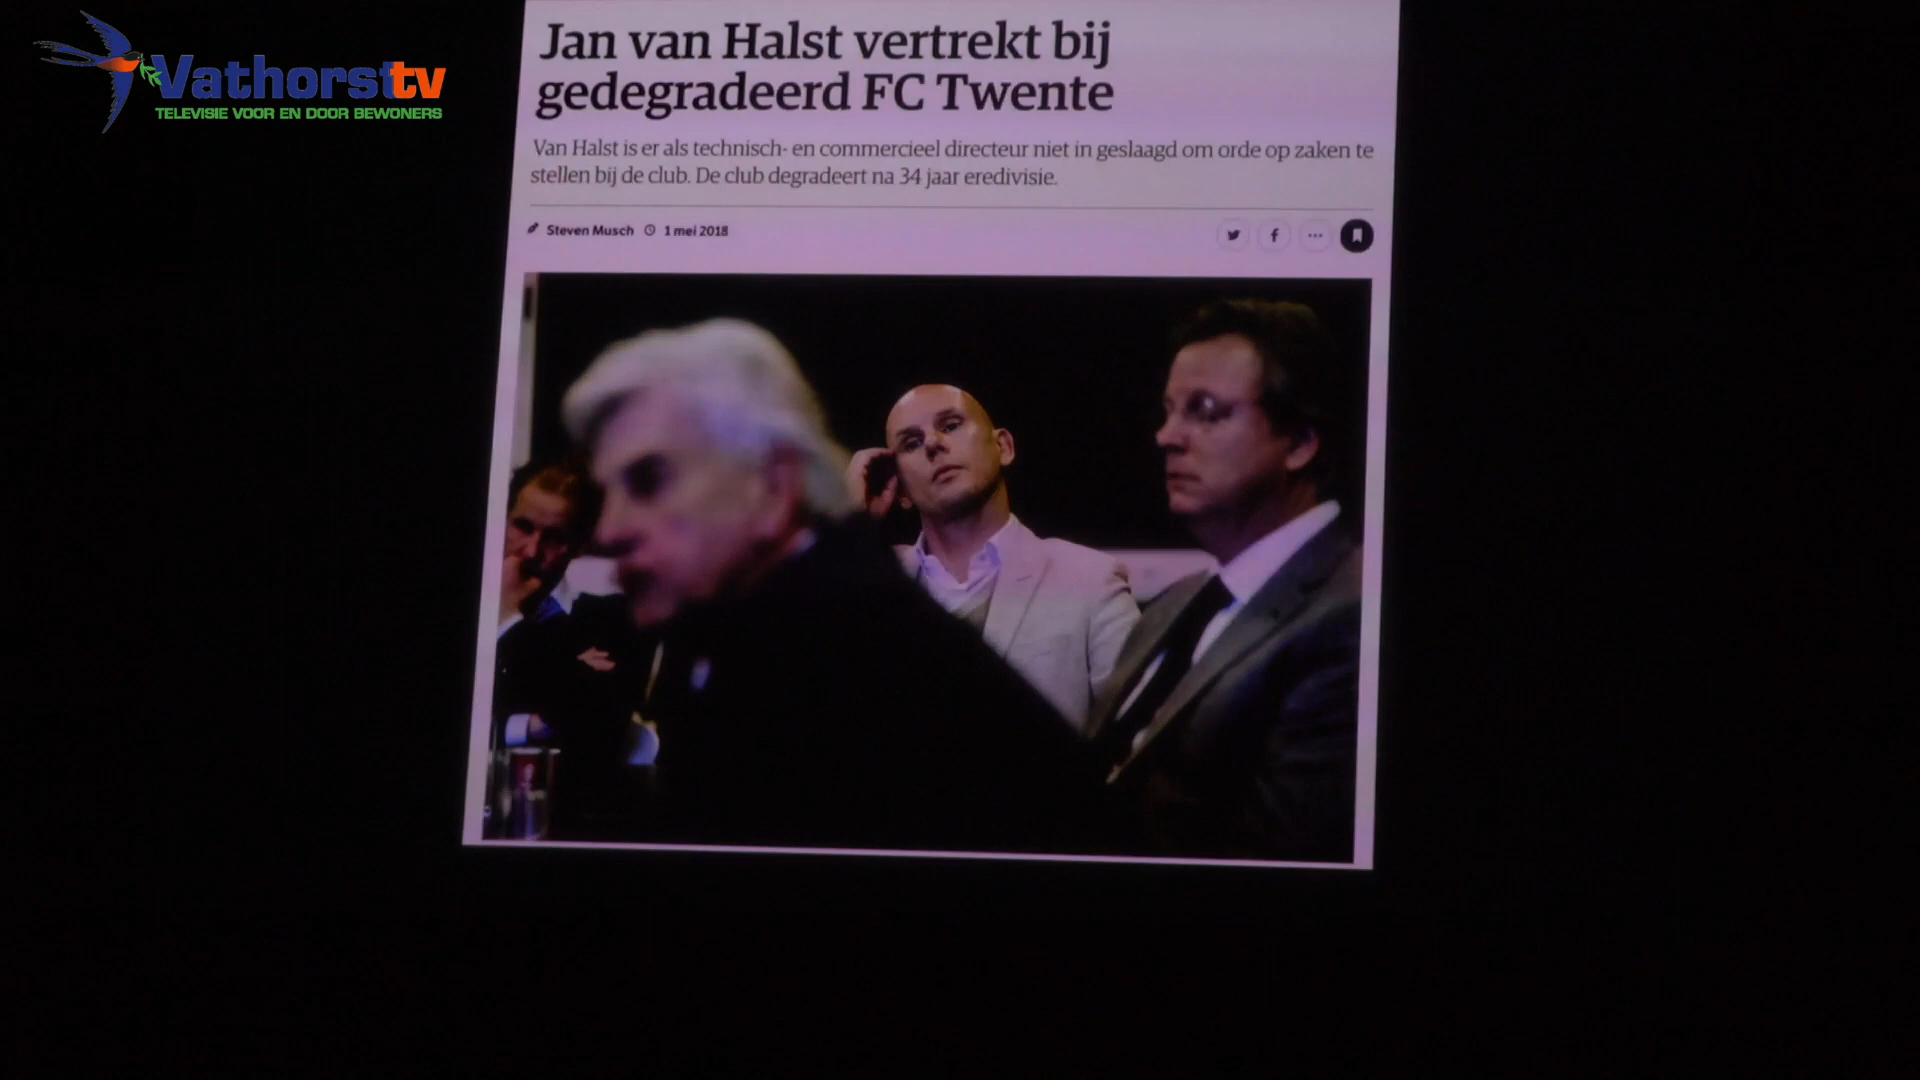 Vathorsttv
TELEVISIE VOOR EN DOOR BEWONERS
Jan van Halst vertrekt bij
gedegradeerd FC Twente
Van Halst is er als technisch- en commercieel directeur niet in geslaagd om orde op zaken te
stellen bij de club. De club degradeert na 34 jaar eredivisie.
Steven Musch 1 mei 2018